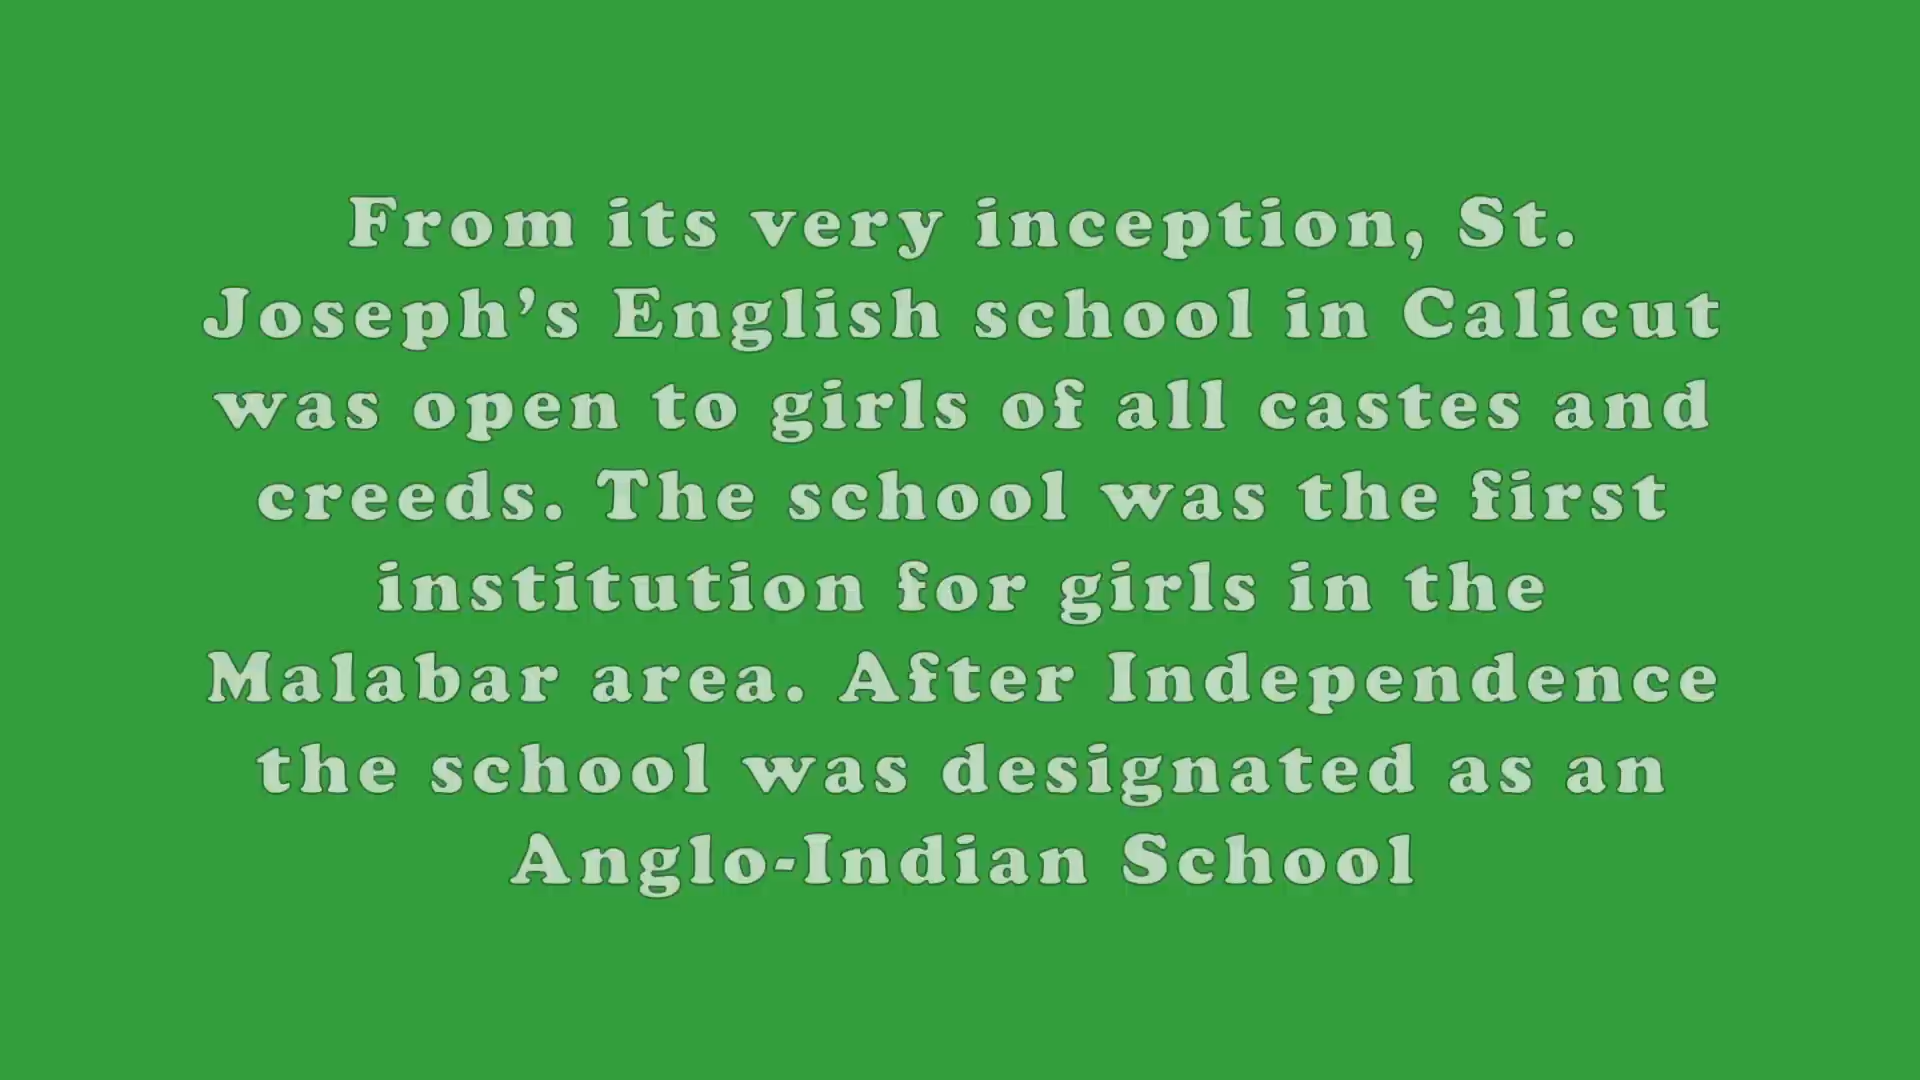 From its very inception, St.
Joseph’s English school in Calicut
was open to girls of all castes and
creeds. The school was the first
institution for girls in the
Malabar area. After Independence
the school was designated as an
Anglo-Indian School